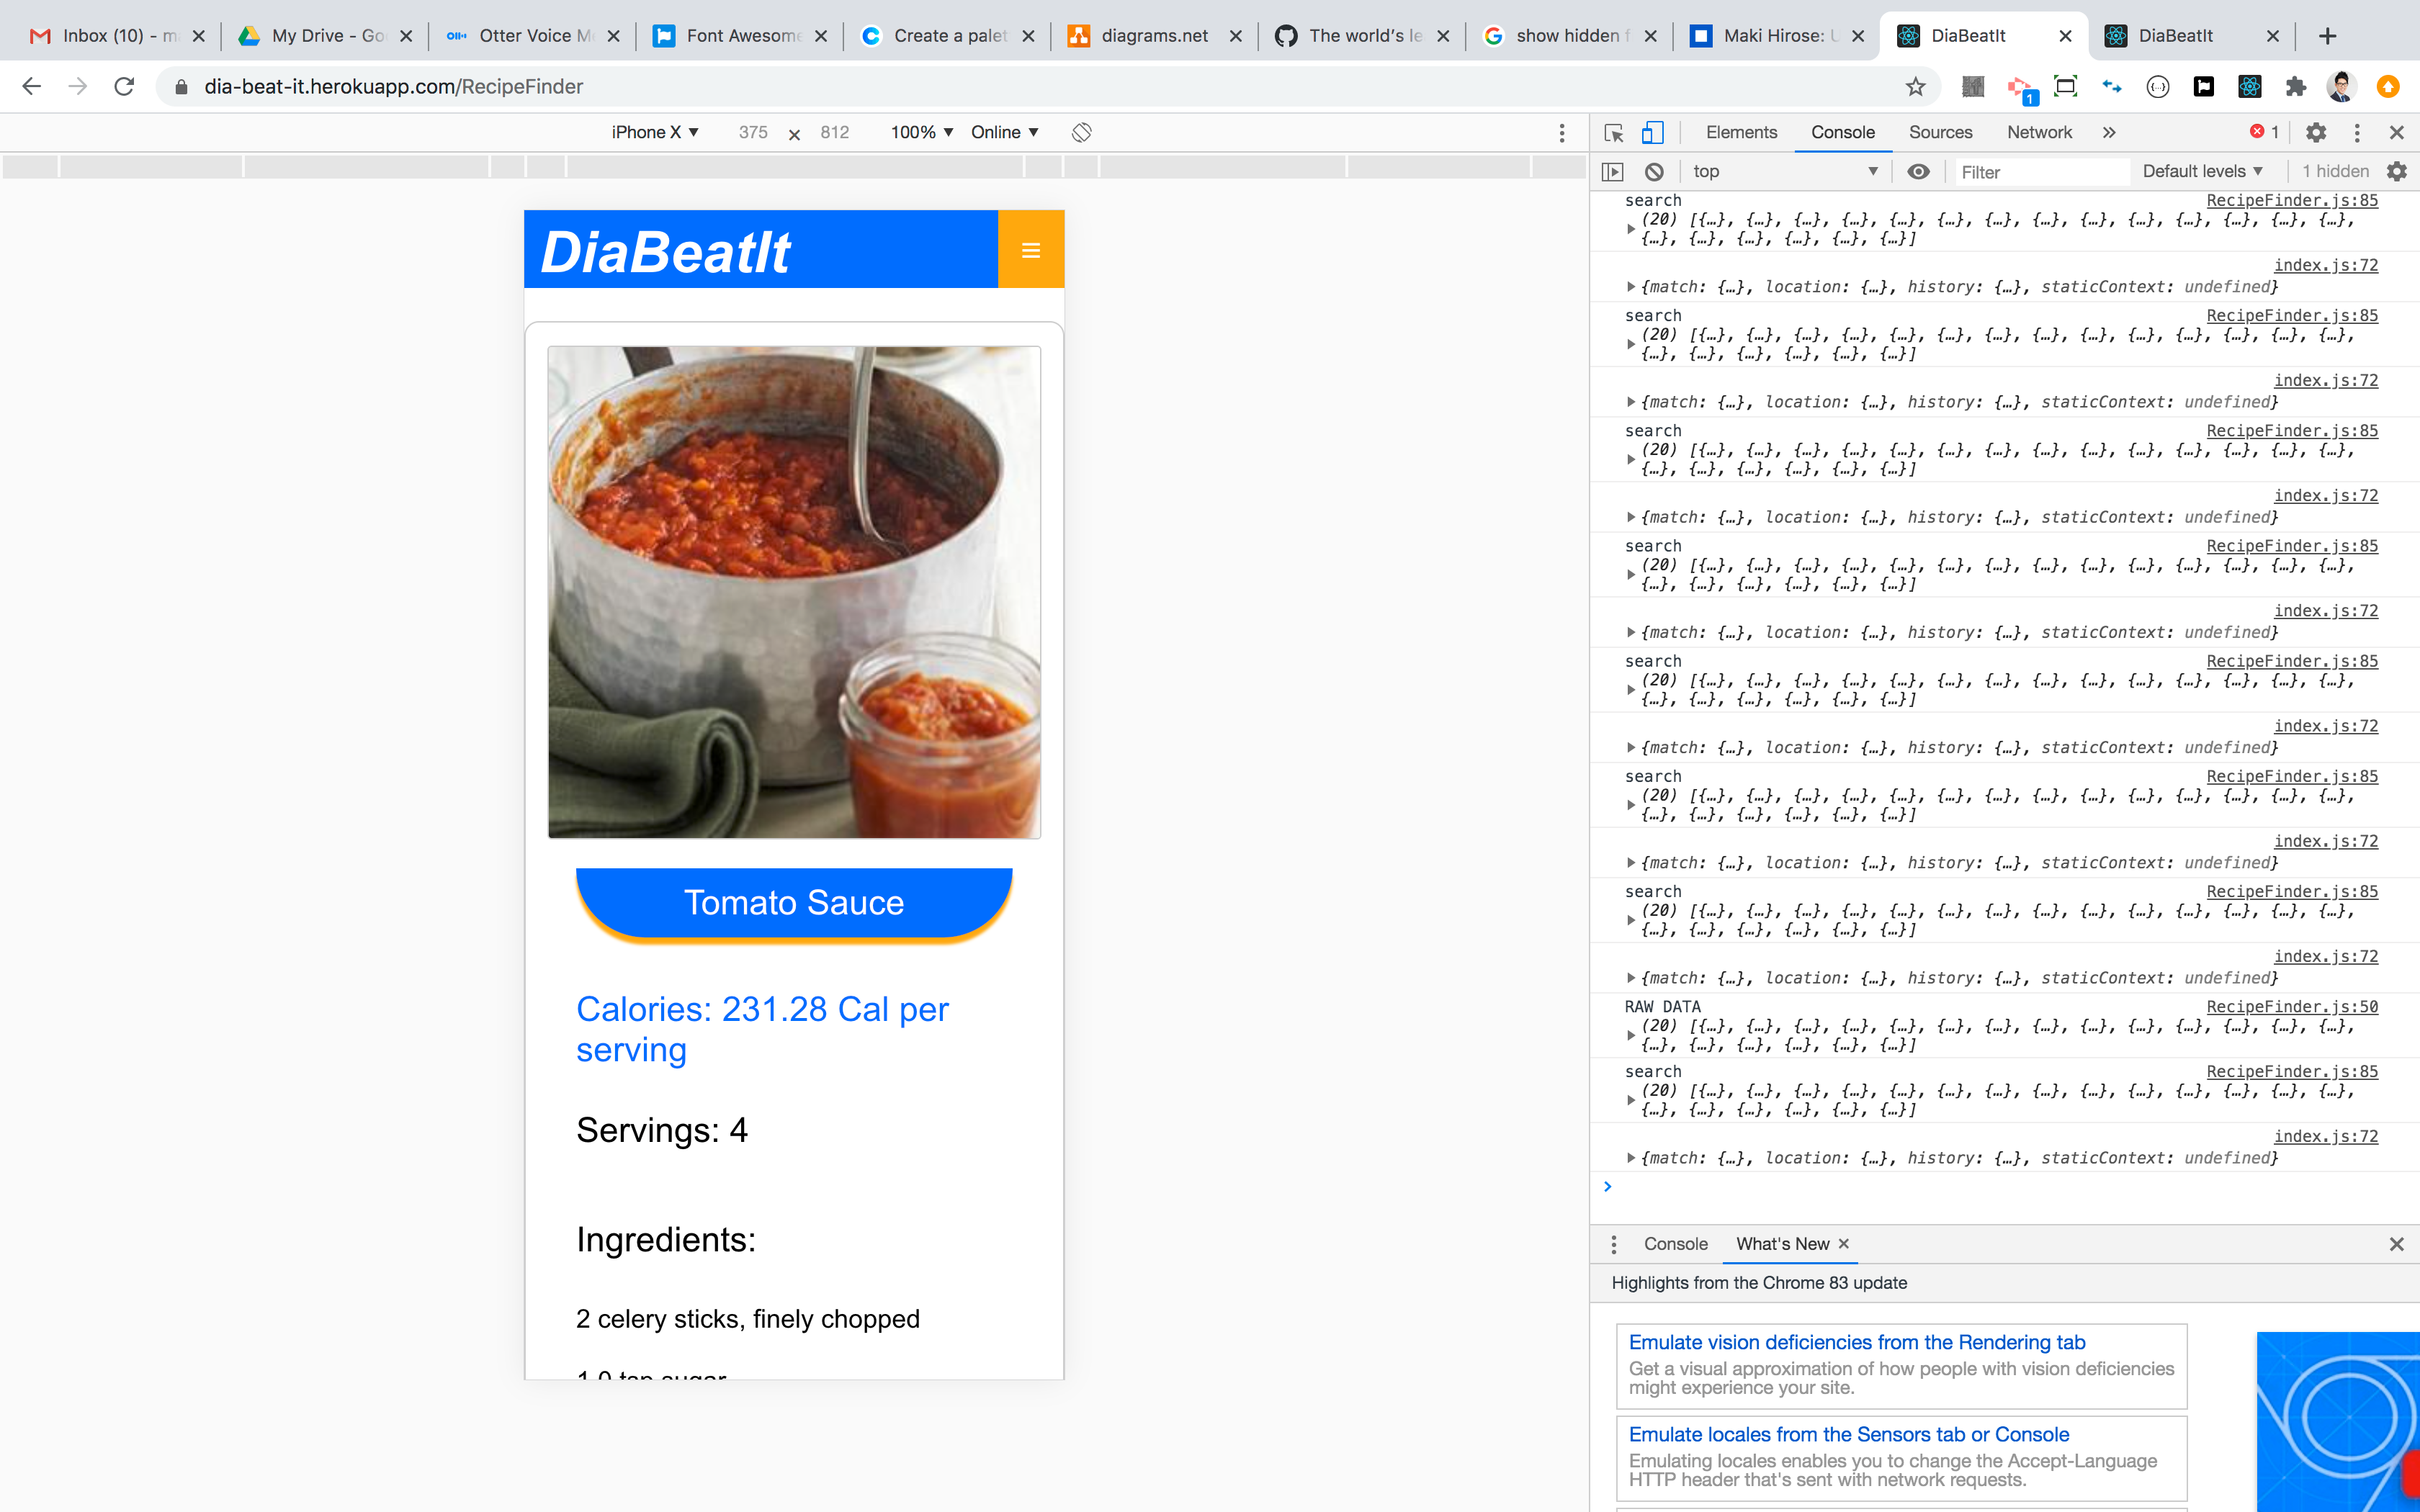 Inbox (10) - m
My Drive - Go
Otter Voice M
Font Awesome
Create a palet
diagrams.net
The world's le
show hidden f
Maki Hirose: U
DiaBeatIt
DiaBeatIt
dia-beat-it.herokuapp.com/RecipeFinder
1
iPhone X ▼ 375 x 812 100% ▼ Online ▼
Elements Console Sources Network » 1
top ▼ Filter Default levels ▼ 1 hidden
DiaBeatIt
Tomato Sauce
Calories: 231.28 Cal per
serving
Servings: 4
Ingredients:
2 celery sticks, finely chopped
1.0 tsp sugar
search RecipeFinder.js:85
(20) [{…}, {…}, {…}, {…}, {…}, {…}, {…}, {…}, {…}, {…}, {…}, {…}, {…}, {…},
{…}, {…}, {…}, {…}, {…}, {…}]
index.js:72
{match: {…}, location: {…}, history: {…}, staticContext: undefined}
search RecipeFinder.js:85
(20) [{…}, {…}, {…}, {…}, {…}, {…}, {…}, {…}, {…}, {…}, {…}, {…}, {…}, {…},
{…}, {…}, {…}, {…}, {…}, {…}]
index.js:72
{match: {…}, location: {…}, history: {…}, staticContext: undefined}
search RecipeFinder.js:85
(20) [{…}, {…}, {…}, {…}, {…}, {…}, {…}, {…}, {…}, {…}, {…}, {…}, {…}, {…},
{…}, {…}, {…}, {…}, {…}, {…}]
index.js:72
{match: {…}, location: {…}, history: {…}, staticContext: undefined}
search RecipeFinder.js:85
(20) [{…}, {…}, {…}, {…}, {…}, {…}, {…}, {…}, {…}, {…}, {…}, {…}, {…}, {…},
{…}, {…}, {…}, {…}, {…}, {…}]
index.js:72
{match: {…}, location: {…}, history: {…}, staticContext: undefined}
search RecipeFinder.js:85
(20) [{…}, {…}, {…}, {…}, {…}, {…}, {…}, {…}, {…}, {…}, {…}, {…}, {…}, {…},
{…}, {…}, {…}, {…}, {…}, {…}]
index.js:72
{match: {…}, location: {…}, history: {…}, staticContext: undefined}
search RecipeFinder.js:85
(20) [{…}, {…}, {…}, {…}, {…}, {…}, {…}, {…}, {…}, {…}, {…}, {…}, {…}, {…},
{…}, {…}, {…}, {…}, {…}, {…}]
index.js:72
{match: {…}, location: {…}, history: {…}, staticContext: undefined}
search RecipeFinder.js:85
(20) [{…}, {…}, {…}, {…}, {…}, {…}, {…}, {…}, {…}, {…}, {…}, {…}, {…}, {…},
{…}, {…}, {…}, {…}, {…}, {…}]
index.js:72
{match: {…}, location: {…}, history: {…}, staticContext: undefined}
RAW DATA RecipeFinder.js:50
(20) [{…}, {…}, {…}, {…}, {…}, {…}, {…}, {…}, {…}, {…}, {…}, {…}, {…}, {…},
{…}, {…}, {…}, {…}, {…}, {…}]
search RecipeFinder.js:85
(20) [{…}, {…}, {…}, {…}, {…}, {…}, {…}, {…}, {…}, {…}, {…}, {…}, {…}, {…},
{…}, {…}, {…}, {…}, {…}, {…}]
index.js:72
{match: {…}, location: {…}, history: {…}, staticContext: undefined}
Console What's New
Highlights from the Chrome 83 update
Emulate vision deficiencies from the Rendering tab
Get a visual approximation of how people with vision deficiencies
might experience your site.
Emulate locales from the Sensors tab or Console
Emulating locales enables you to change the Accept-Language
HTTP header that's sent with network requests.